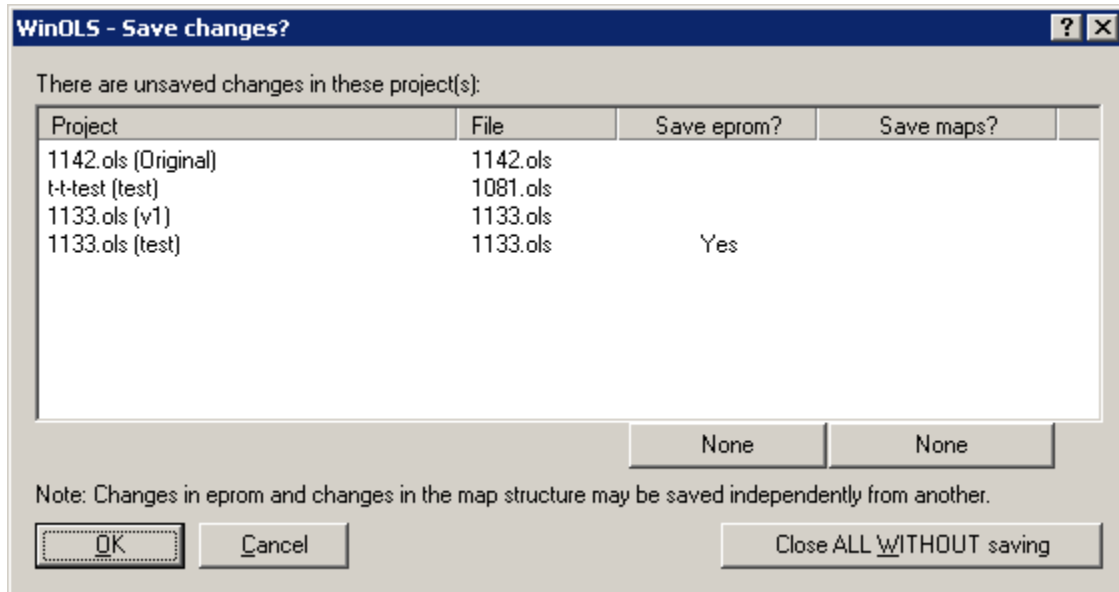 WinOLS - Save changes?
There are unsaved changes in these project(s):
Project File Save eprom? Save maps?
1142.ols (Original) 1142.ols
t-t-test (test) 1081.ols
1133.ols (v1) 1133.ols
1133.ols (test) 1133.ols Yes
None None
Note: Changes in eprom and changes in the map structure may be saved independently from another.
OK Cancel Close ALL WITHOUT saving